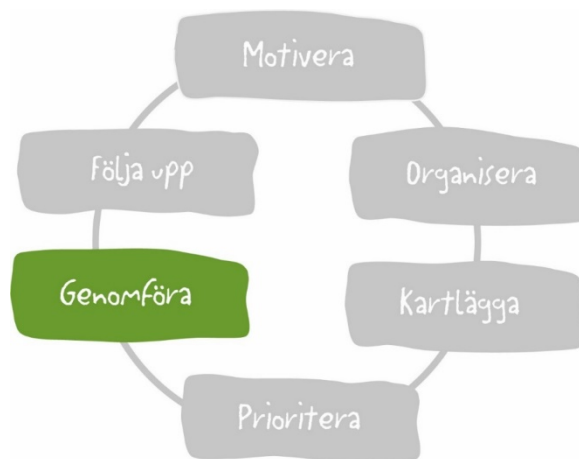 Motivera
Följa upp
Organisera
Genomföra
Kartlägga
Prioritera